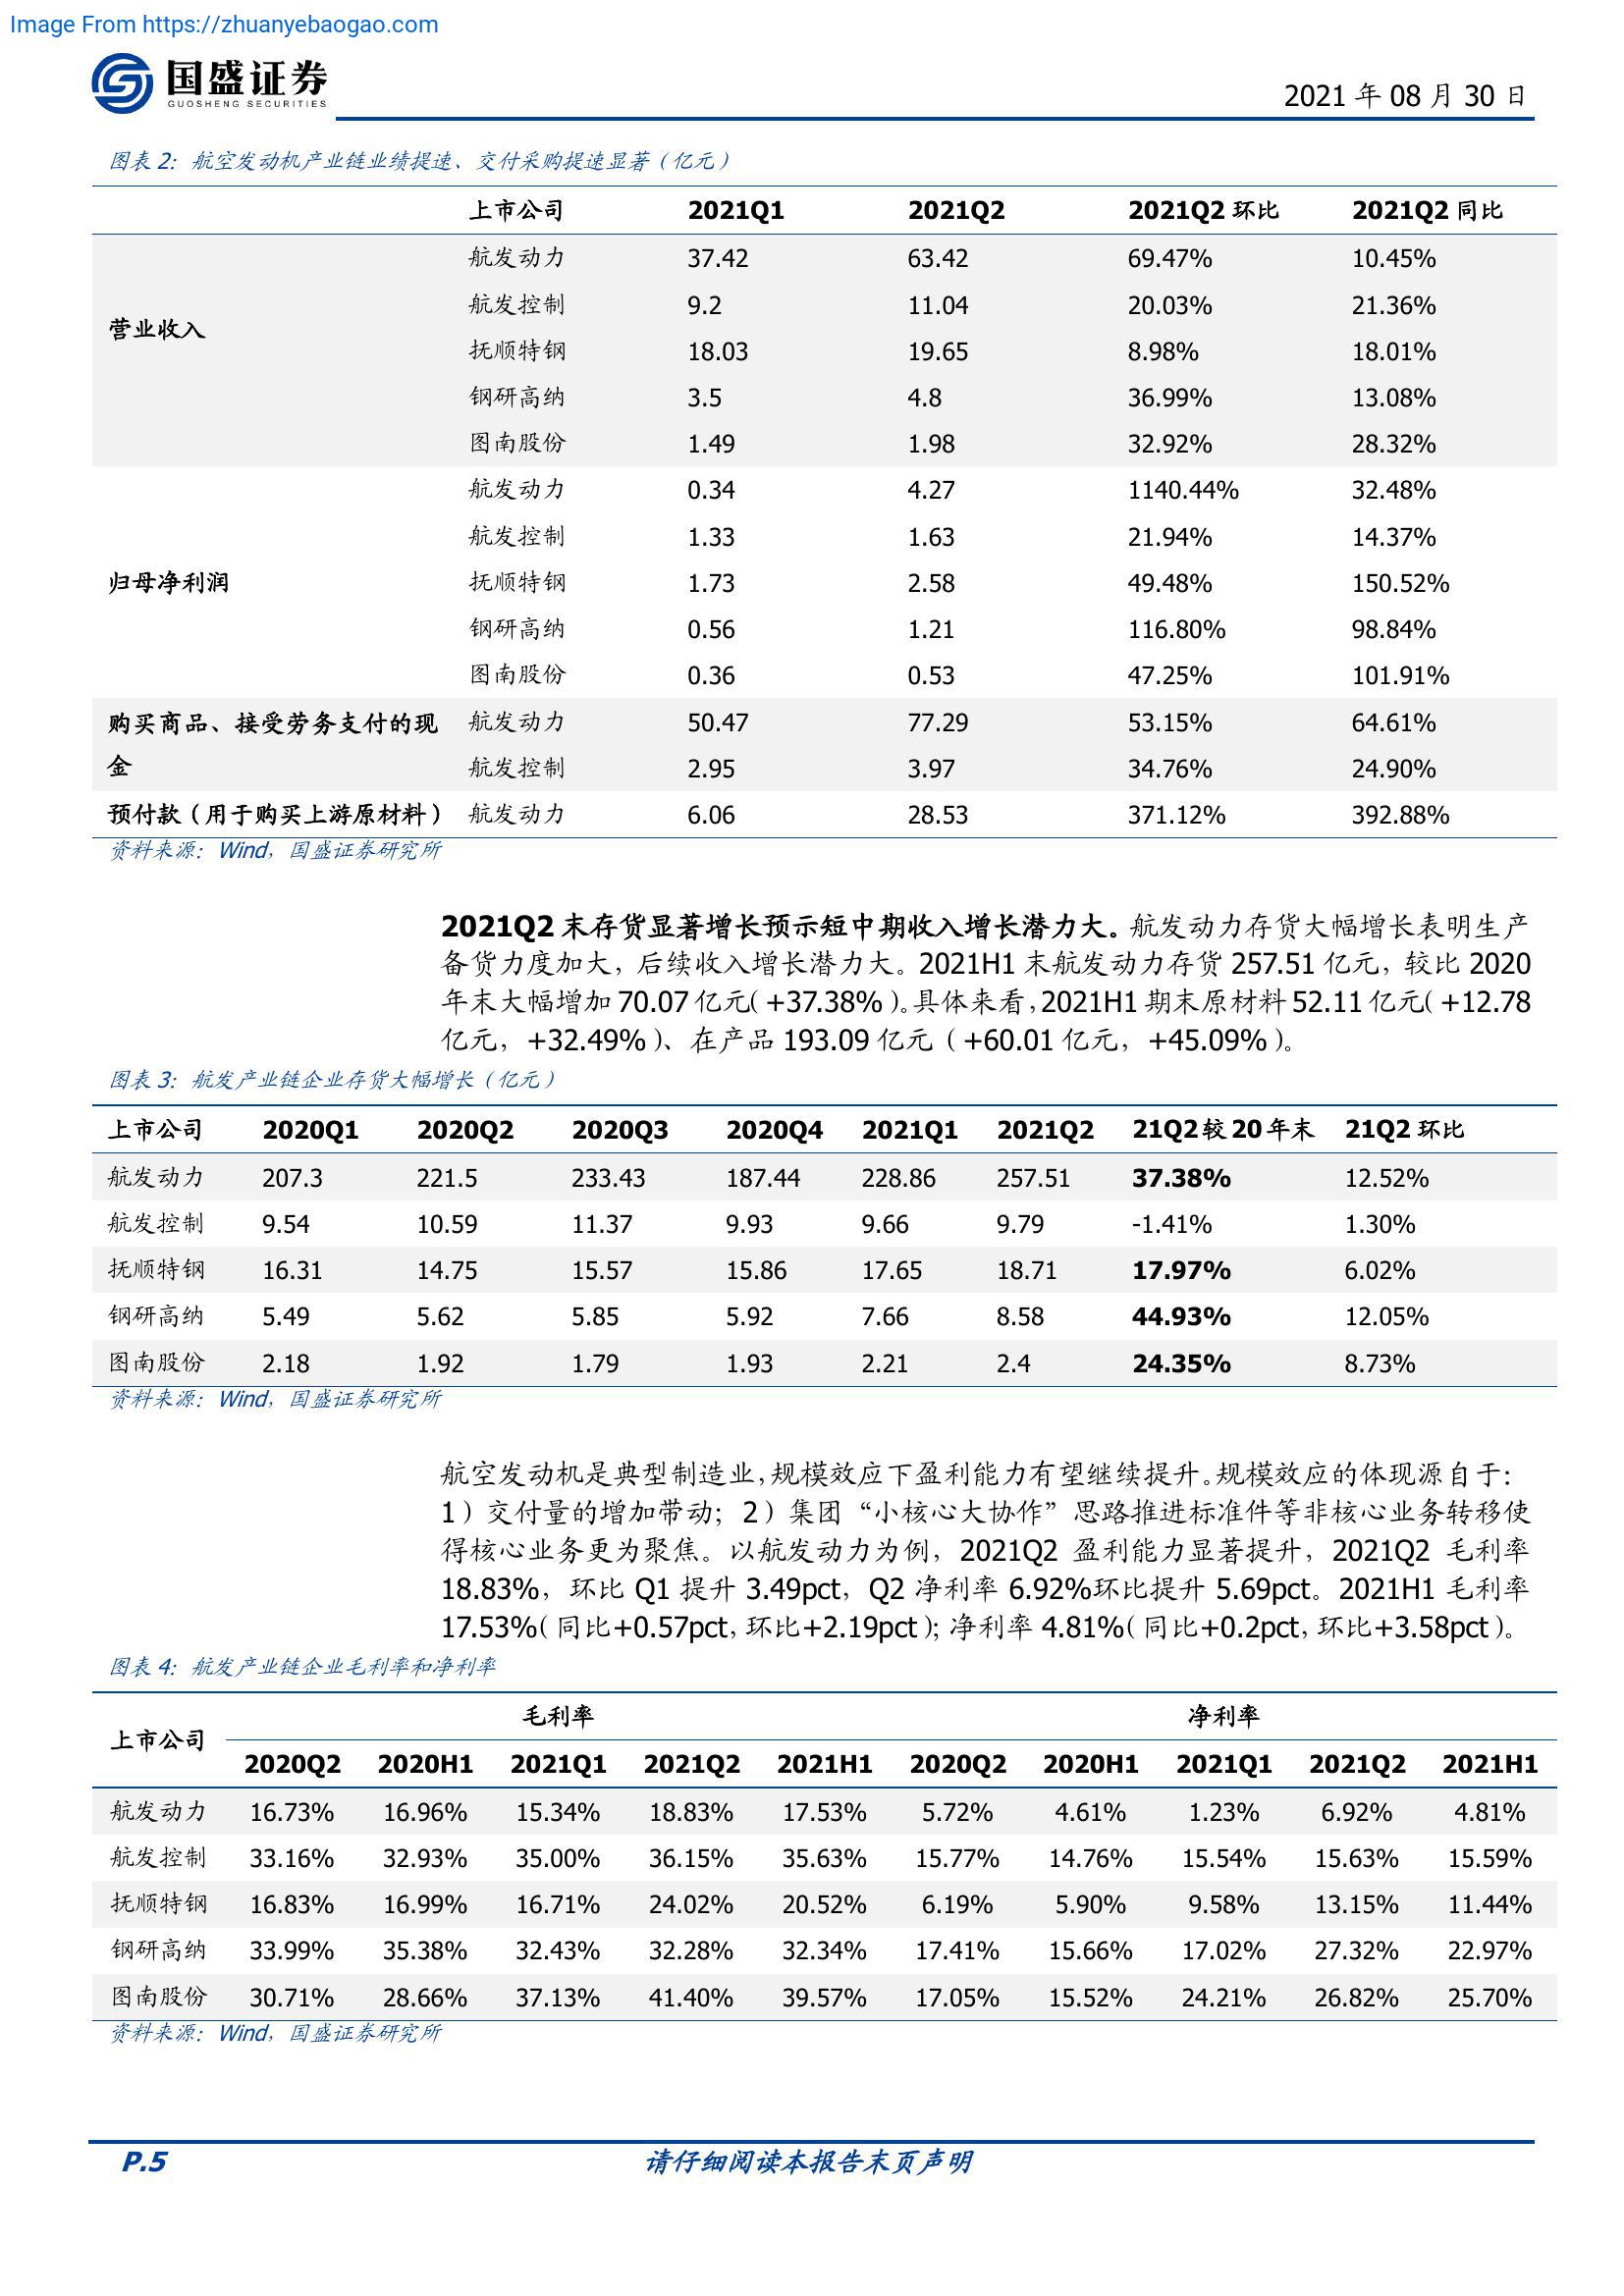 Image From https://zhuanyebaogao.com
国盛证券
GUOSHENG SECURITIES
2021 年 08 月 30 日
图表 2：航空发动机产业链业绩提速、交付采购提速显著（亿元）
上市公司 2021Q1 2021Q2 2021Q2 环比 2021Q2 同比
营业收入
航发动力 37.42 63.42 69.47% 10.45%
航发控制 9.2 11.04 20.03% 21.36%
抚顺特钢 18.03 19.65 8.98% 18.01%
钢研高纳 3.5 4.8 36.99% 13.08%
图南股份 1.49 1.98 32.92% 28.32%
归母净利润
航发动力 0.34 4.27 1140.44% 32.48%
航发控制 1.33 1.63 21.94% 14.37%
抚顺特钢 1.73 2.58 49.48% 150.52%
钢研高纳 0.56 1.21 116.80% 98.84%
图南股份 0.36 0.53 47.25% 101.91%
购买商品、接受劳务支付的现
金
航发动力 50.47 77.29 53.15% 64.61%
航发控制 2.95 3.97 34.76% 24.90%
预付款（用于购买上游原材料） 航发动力 6.06 28.53 371.12% 392.88%
资料来源：Wind，国盛证券研究所
2021Q2 末存货显著增长预示短中期收入增长潜力大。航发动力存货大幅增长表明生产
备货力度加大，后续收入增长潜力大。2021H1 末航发动力存货 257.51 亿元，较比 2020
年末大幅增加 70.07 亿元（+37.38%）。具体来看，2021H1 期末原材料 52.11 亿元（+12.78
亿元，+32.49%）、在产品 193.09 亿元（+60.01 亿元，+45.09%）。
图表 3：航发产业链企业存货大幅增长（亿元）
上市公司 2020Q1 2020Q2 2020Q3 2020Q4 2021Q1 2021Q2 21Q2 较 20 年末 21Q2 环比
航发动力 207.3 221.5 233.43 187.44 228.86 257.51 37.38% 12.52%
航发控制 9.54 10.59 11.37 9.93 9.66 9.79 -1.41% 1.30%
抚顺特钢 16.31 14.75 15.57 15.86 17.65 18.71 17.97% 6.02%
钢研高纳 5.49 5.62 5.85 5.92 7.66 8.58 44.93% 12.05%
图南股份 2.18 1.92 1.79 1.93 2.21 2.4 24.35% 8.73%
资料来源：Wind，国盛证券研究所
航空发动机是典型制造业，规模效应下盈利能力有望继续提升。规模效应的体现源自于：
1）交付量的增加带动；2）集团“小核心大协作”思路推进标准件等非核心业务转移使
得核心业务更为聚焦。以航发动力为例，2021Q2 盈利能力显著提升，2021Q2 毛利率
18.83%，环比 Q1 提升 3.49pct，Q2 净利率 6.92%环比提升 5.69pct。2021H1 毛利率
17.53%（同比+0.57pct，环比+2.19pct）；净利率 4.81%（同比+0.2pct，环比+3.58pct）。
图表 4：航发产业链企业毛利率和净利率
上市公司 毛利率 净利率
2020Q2 2020H1 2021Q1 2021Q2 2021H1 2020Q2 2020H1 2021Q1 2021Q2 2021H1
航发动力 16.73% 16.96% 15.34% 18.83% 17.53% 5.72% 4.61% 1.23% 6.92% 4.81%
航发控制 33.16% 32.93% 35.00% 36.15% 35.63% 15.77% 14.76% 15.54% 15.63% 15.59%
抚顺特钢 16.83% 16.99% 16.71% 24.02% 20.52% 6.19% 5.90% 9.58% 13.15% 11.44%
钢研高纳 33.99% 35.38% 32.43% 32.28% 32.34% 17.41% 15.66% 17.02% 27.32% 22.97%
图南股份 30.71% 28.66% 37.13% 41.40% 39.57% 17.05% 15.52% 24.21% 26.82% 25.70%
资料来源：Wind，国盛证券研究所
P.5 请仔细阅读本报告末页声明